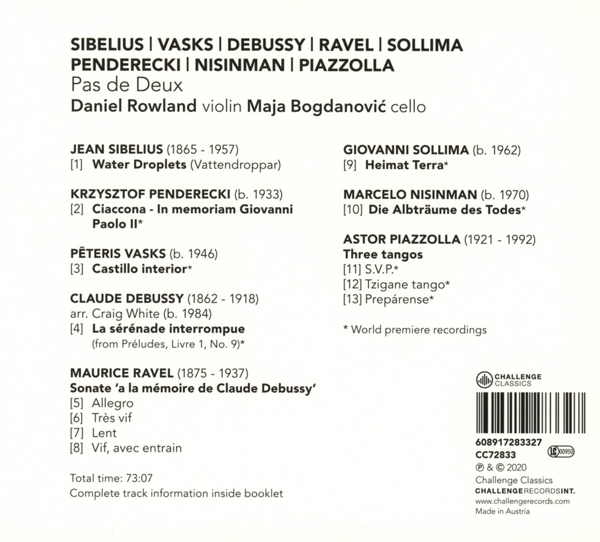 SIBELIUS | VASKS | DEBUSSY | RAVEL | SOLLIMA
PENDERECKI | NISINMAN | PIAZZOLLA
Pas de Deux
Daniel Rowland violin Maja Bogdanović cello
JEAN SIBELIUS (1865 - 1957)
[1] Water Droplets (Vattendroppar)
KRZYSZTOF PENDERECKI (b. 1933)
[2] Ciaccona - In memoriam Giovanni
Paolo II*
PĒTERIS VASKS (b. 1946)
[3] Castillo interior*
CLAUDE DEBUSSY (1862 - 1918)
arr. Craig White (b. 1984)
[4] La sérénade interrompue
(from Préludes, Livre 1, No. 9)*
MAURICE RAVEL (1875 - 1937)
Sonate ‘a la mémoire de Claude Debussy’
[5] Allegro
[6] Très vif
[7] Lent
[8] Vif, avec entrain
Total time: 73:07
Complete track information inside booklet
GIOVANNI SOLLIMA (b. 1962)
[9] Heimat Terra*
MARCELO NISINMAN (b. 1970)
[10] Die Albträume des Todes*
ASTOR PIAZZOLLA (1921 - 1992)
Three tangos
[11] S.V.P.*
[12] Tzigane tango*
[13] Prepárense*
* World premiere recordings
CHALLENGE
CLASSICS
608917283327
CC72833
LC 00950
℗ & © 2020
Challenge Classics
CHALLENGERECORDSINT.
www.challengerecords.com
Made in Austria